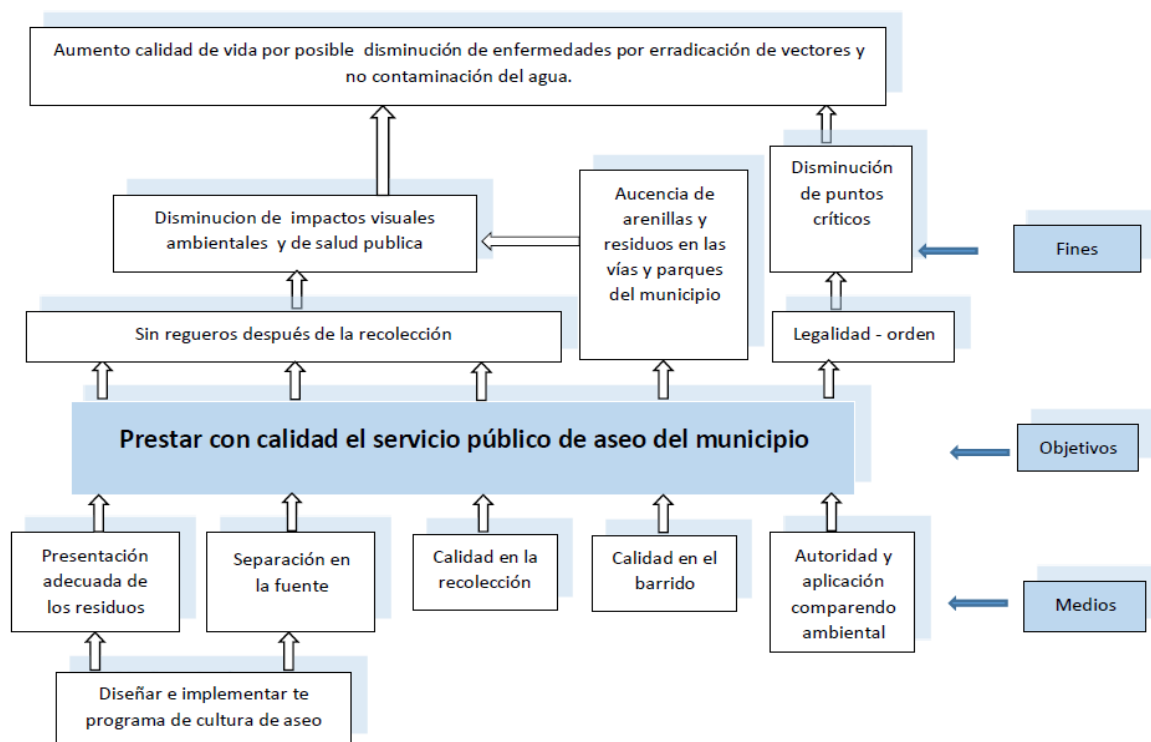 Aumento calidad de vida por posible disminución de enfermedades por erradicación de vectores y
no contaminación del agua.
Disminucion de impactos visuales
ambientales y de salud publica
Aucencia de
arenillas y
residuos en las
vías y parques
del municipio
Disminución
de puntos
críticos
Fines
Sin regueros después de la recolección
Legalidad - orden
Prestar con calidad el servicio público de aseo del municipio
Objetivos
Presentación
adecuada de
los residuos
Separación en
la fuente
Calidad en la
recolección
Calidad en el
barrido
Autoridad y
aplicación
comparendo
ambiental
Medios
Diseñar e implementar te
programa de cultura de aseo